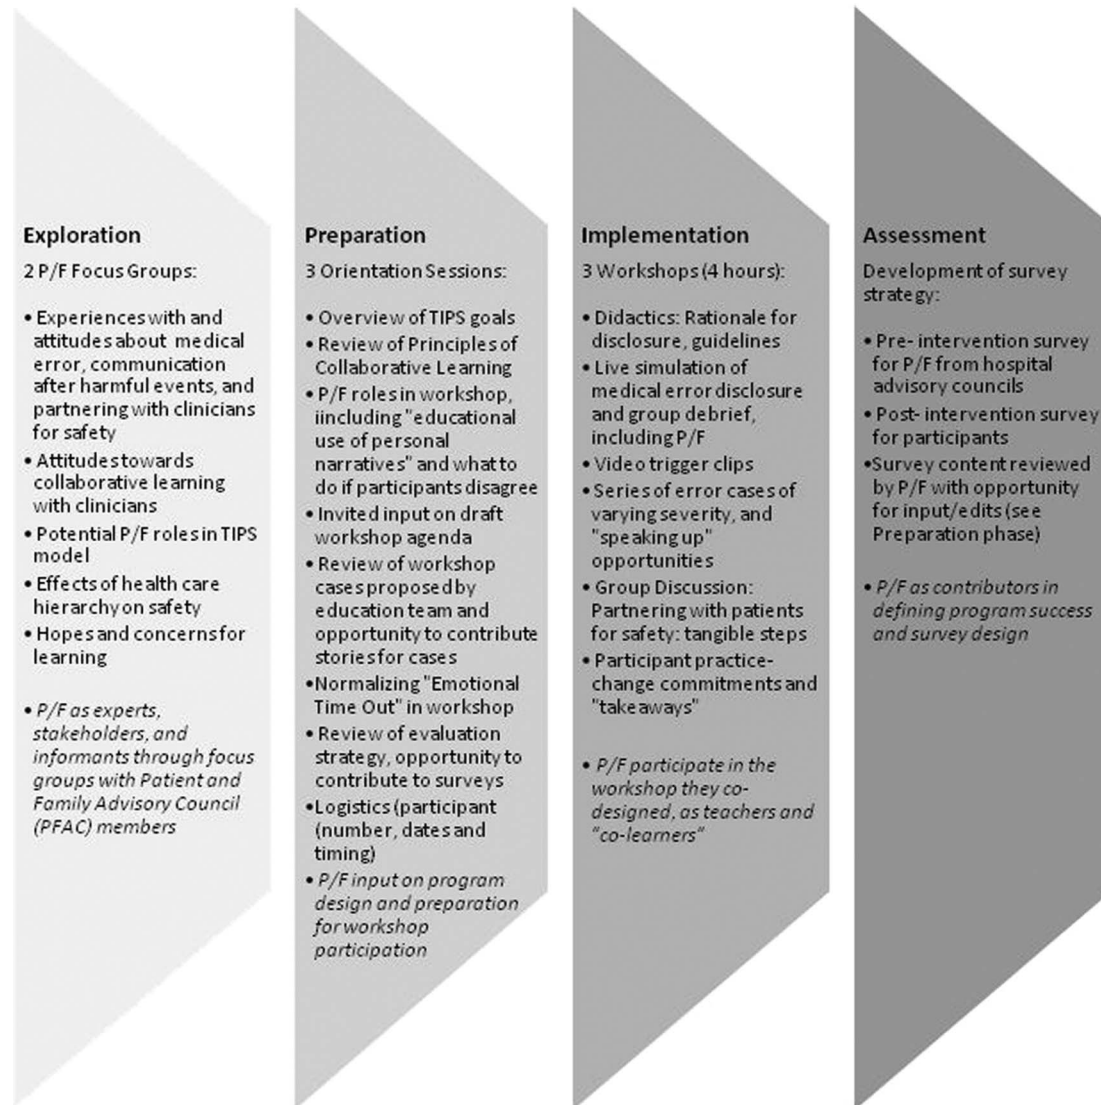 Exploration
2 P/F Focus Groups:
• Experiences with and
attitudes about medical
error, communication
after harmful events, and
partnering with clinicians
for safety
• Attitudes towards
collaborative learning
with clinicians
• Potential P/F roles in TIPS
model
• Effects of health care
hierarchy on safety
• Hopes and concerns for
learning
• P/F as experts,
stakeholders, and
informants through focus
groups with Patient and
Family Advisory Council
(PFAC) members
Preparation
3 Orientation Sessions:
• Overview of TIPS goals
• Review of Principles of
Collaborative Learning
• P/F roles in workshop,
iincluding "educational
use of personal
narratives" and what to
do if participants disagree
• Invited input on draft
workshop agenda
• Review of workshop
cases proposed by
education team and
opportunity to contribute
stories for cases
•Normalizing "Emotional
Time Out" in workshop
• Review of evaluation
strategy, opportunity to
contribute to surveys
•Logistics (participant
(number, dates and
timing)
• P/F input on program
design and preparation
for workshop
participation
Implementation
3 Workshops (4 hours):
• Didactics: Rationale for
disclosure, guidelines
• Live simulation of
medical error disclosure
and group debrief,
including P/F
• Video trigger clips
• Series of error cases of
varying severity, and
"speaking up"
opportunities
• Group Discussion:
Partnering with patients
for safety: tangible steps
• Participant practice-
change commitments and
"takeaways"
• P/F participate in the
workshop they co-
designed, as teachers and
"co-learners"
Assessment
Development of survey
strategy:
• Pre- intervention survey
for P/F from hospital
advisory councils
• Post- intervention survey
for participants
•Survey content reviewed
by P/F with opportunity
for input/edits (see
Preparation phase)
• P/F as contributors in
defining program success
and survey design